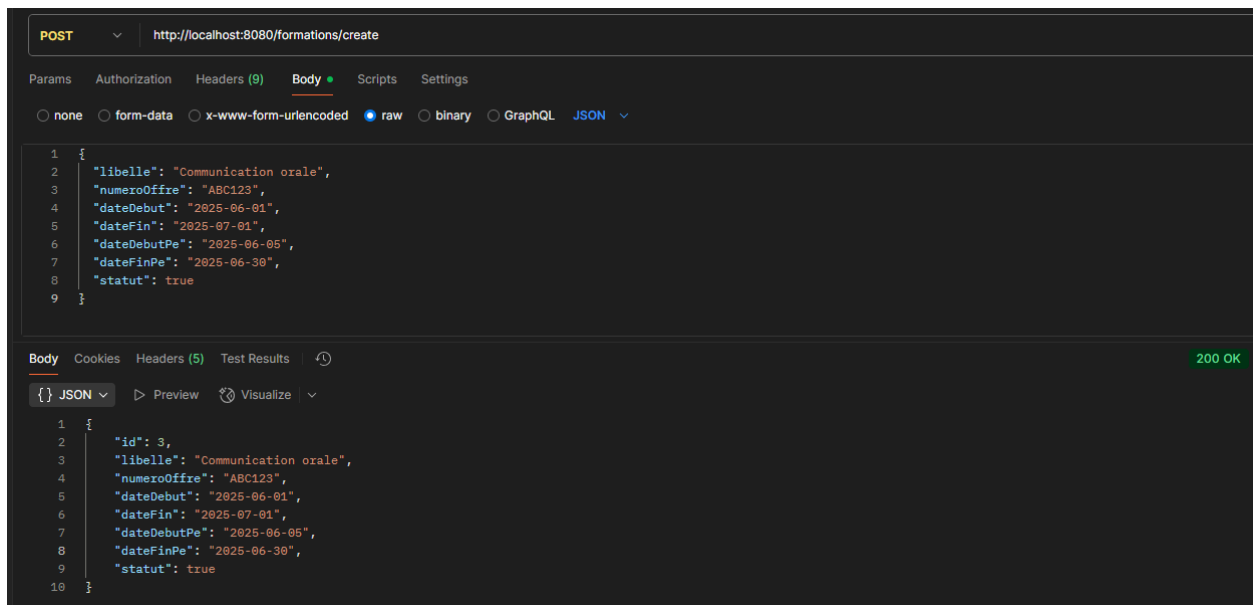 POST http://localhost:8080/formations/create
Params Authorization Headers (9) Body Scripts Settings
none form-data x-www-form-urlencoded raw binary GraphQL JSON
1 {
2 "libelle": "Communication orale",
3 "numeroOffre": "ABC123",
4 "dateDebut": "2025-06-01",
5 "dateFin": "2025-07-01",
6 "dateDebutPe": "2025-06-05",
7 "dateFinPe": "2025-06-30",
8 "statut": true
9 }
Body Cookies Headers (5) Test Results 200 OK
{} JSON Preview Visualize
1 {
2 "id": 3,
3 "libelle": "Communication orale",
4 "numeroOffre": "ABC123",
5 "dateDebut": "2025-06-01",
6 "dateFin": "2025-07-01",
7 "dateDebutPe": "2025-06-05",
8 "dateFinPe": "2025-06-30",
9 "statut": true
10 }